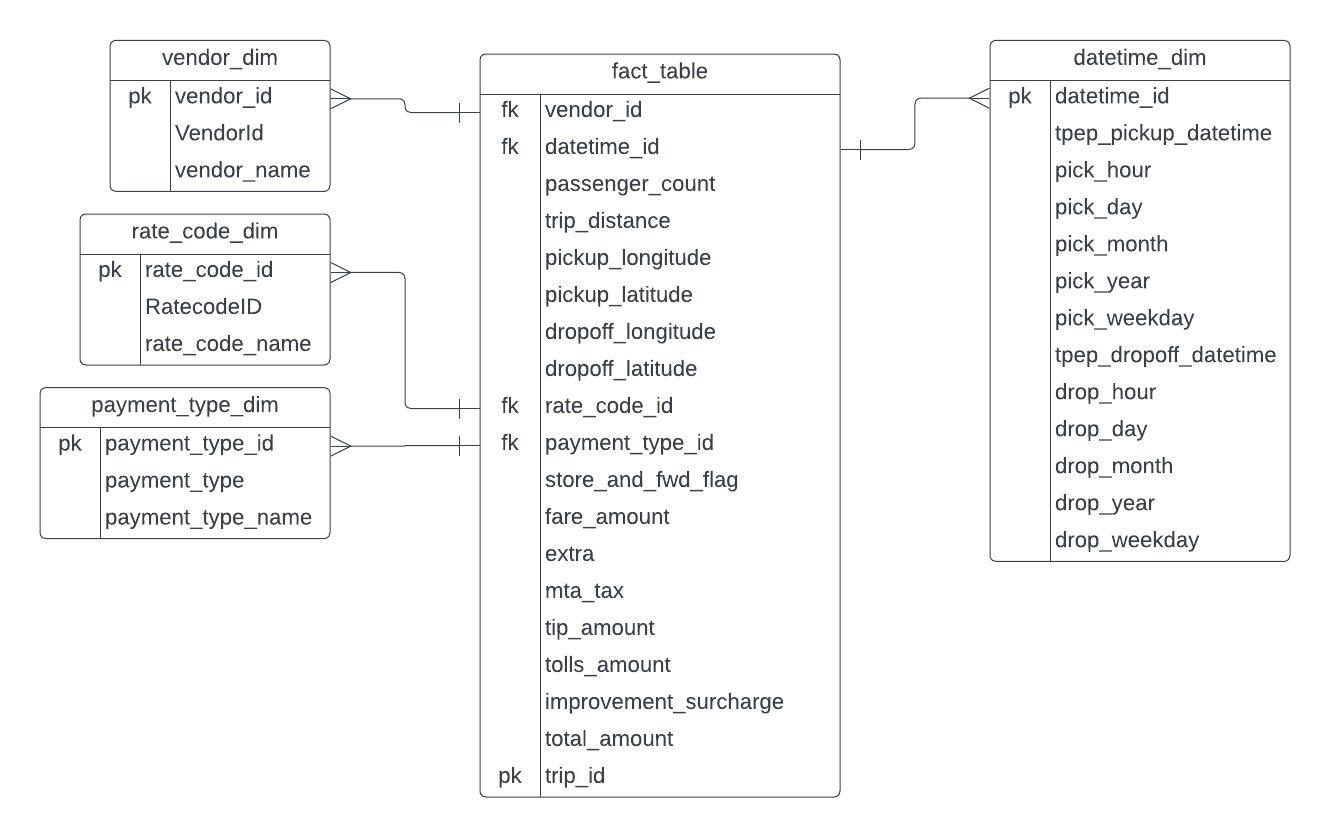 vendor_dim
pk vendor_id
VendorId
vendor_name
rate_code_dim
pk rate_code_id
RatecodeID
rate_code_name
payment_type_dim
pk payment_type_id
payment_type
payment_type_name
fact_table
fk vendor_id
fk datetime_id
passenger_count
trip_distance
pickup_longitude
pickup_latitude
dropoff_longitude
dropoff_latitude
fk rate_code_id
fk payment_type_id
store_and_fwd_flag
fare_amount
extra
mta_tax
tip_amount
tolls_amount
improvement_surcharge
total_amount
pk trip_id
datetime_dim
pk datetime_id
tpep_pickup_datetime
pick_hour
pick_day
pick_month
pick_year
pick_weekday
tpep_dropoff_datetime
drop_hour
drop_day
drop_month
drop_year
drop_weekday